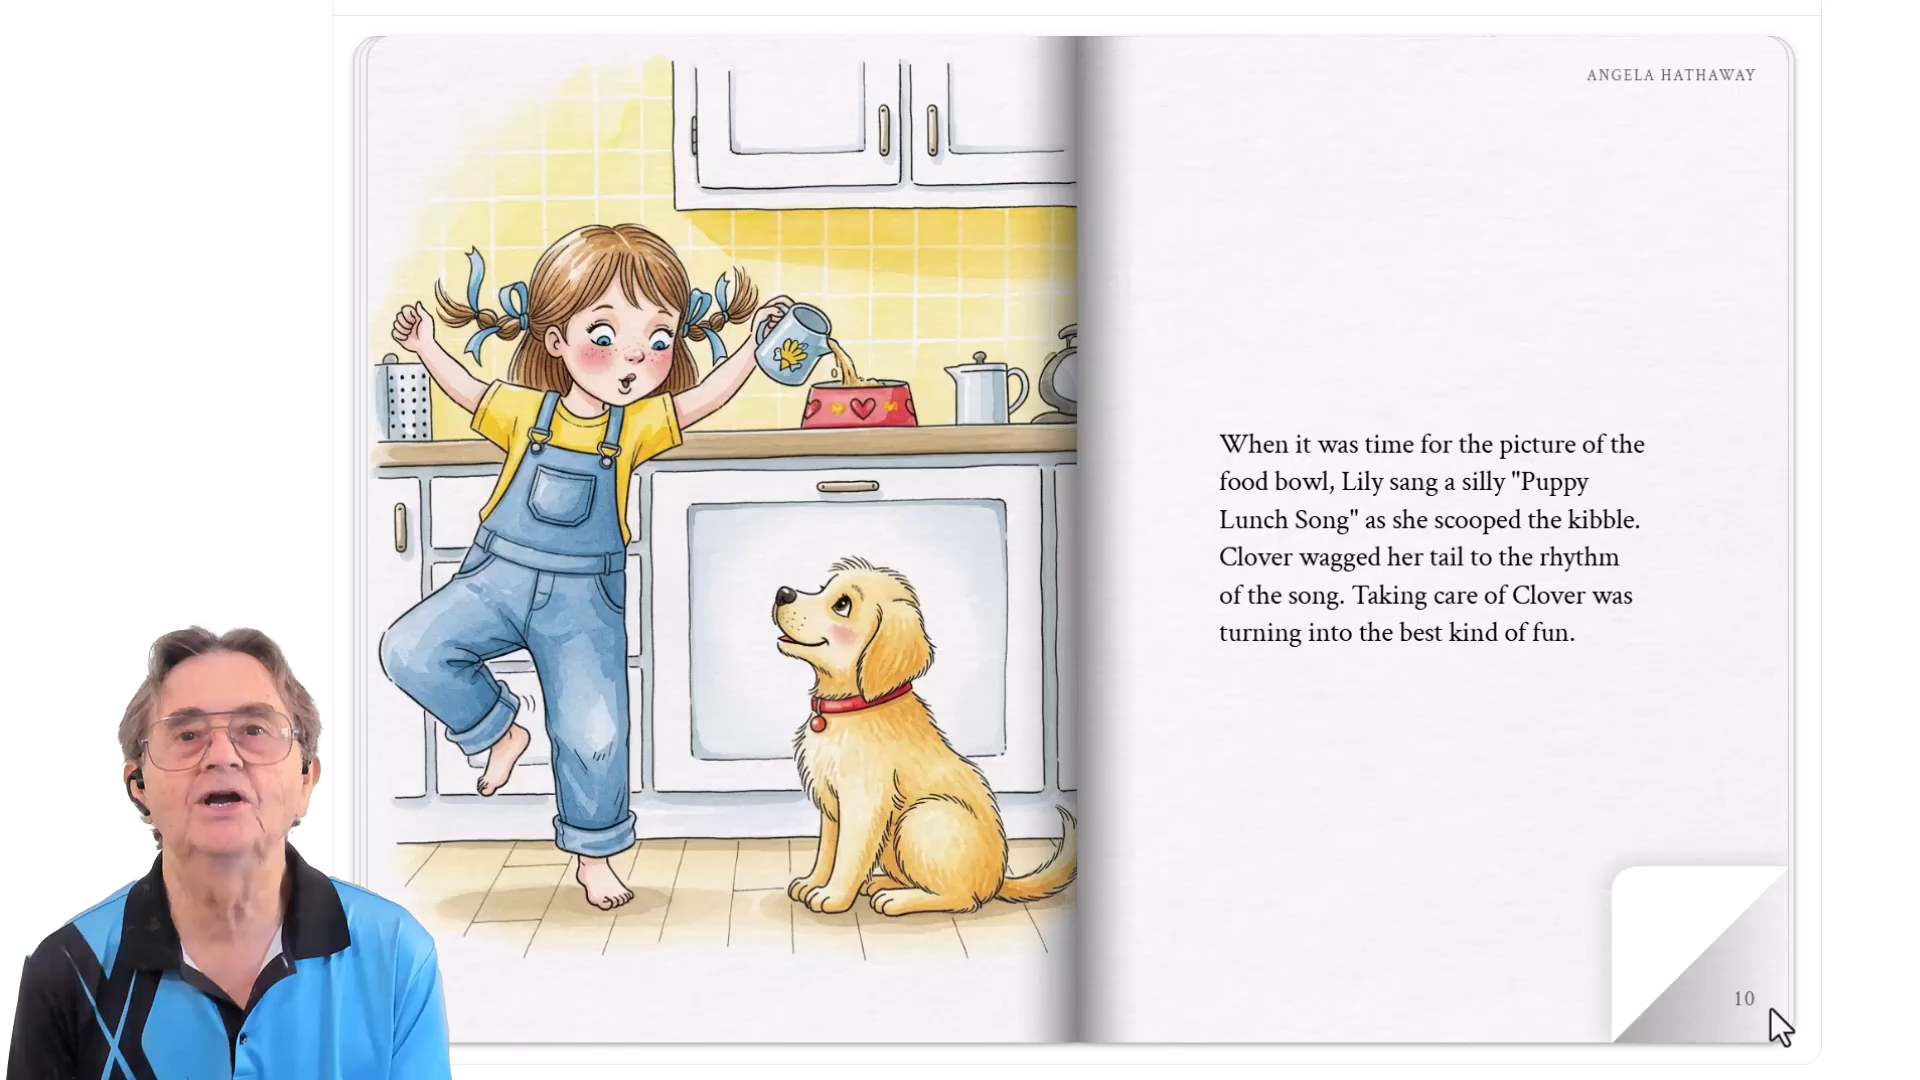 ANGELA HATHAWAY
When it was time for the picture of the
food bowl, Lily sang a silly "Puppy
Lunch Song" as she scooped the kibble.
Clover wagged her tail to the rhythm
of the song. Taking care of Clover was
turning into the best kind of fun.
10